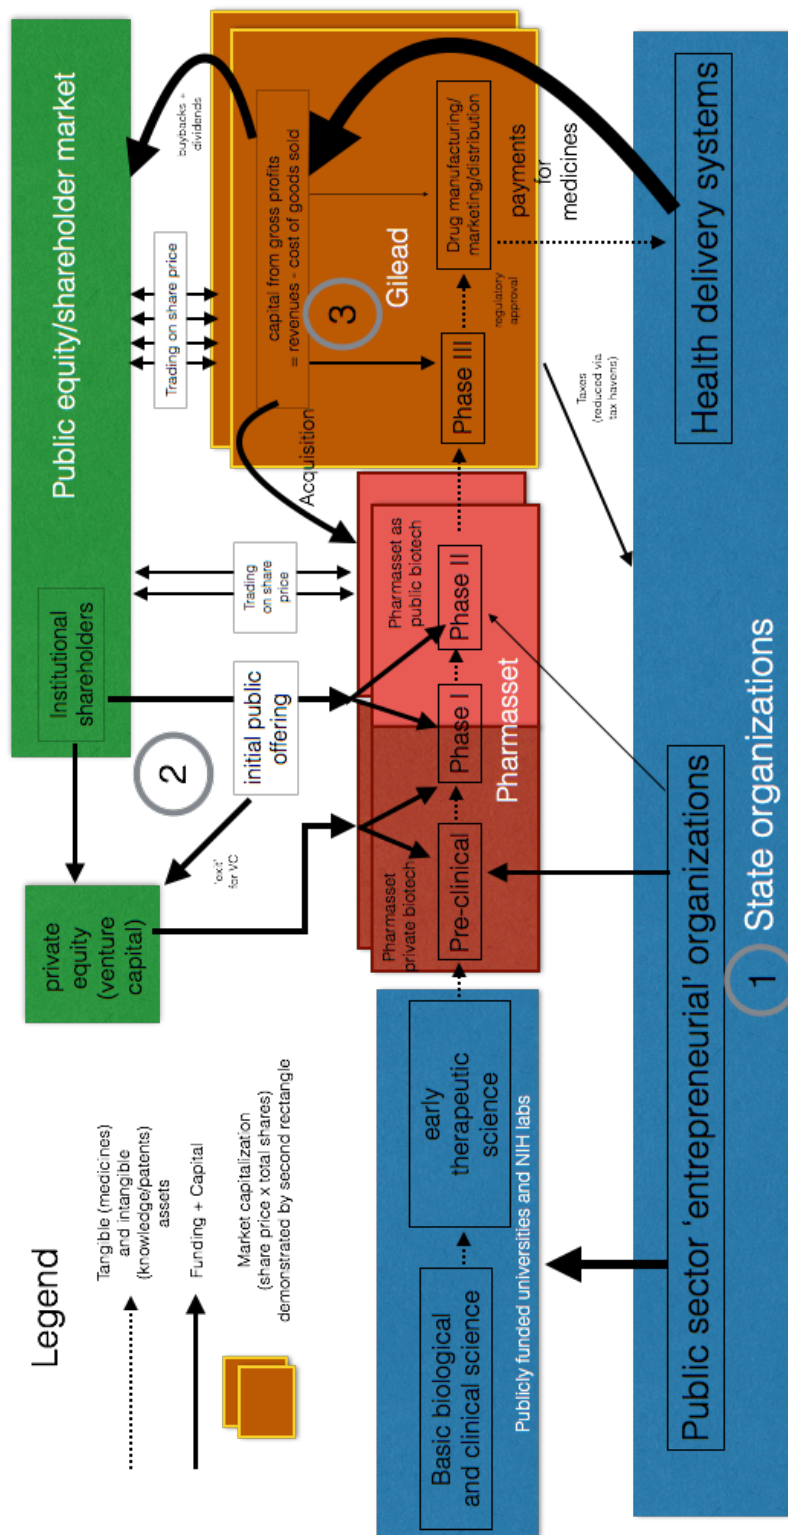 Legend
Tangible (medicines)
and intangible
(knowledge/patents)
assets
Funding + Capital
Market capitalization
(share price x total shares)
demonstrated by second rectangle
private
equity
(venture
capital)
Institutional
shareholders
Public equity/shareholder market
2
'exit'
for VC
initial public
offering
Trading
on share
price
Trading on share price
buybacks +
dividends
Acquisition
capital from gross profits
= revenues - cost of goods sold
3
Gilead
Basic biological
and clinical science
early
therapeutic
science
Publicly funded universities and NIH labs
Pharmasset
private biotech
Pharmasset as
public biotech
Pre-clinical
Phase I
Phase II
Pharmasset
Phase III
regulatory
approval
Drug manufacturing/
marketing/distribution
payments
for
medicines
Taxes
(reduced via
tax havens)
Public sector 'entrepreneurial' organizations
Health delivery systems
1
State organizations